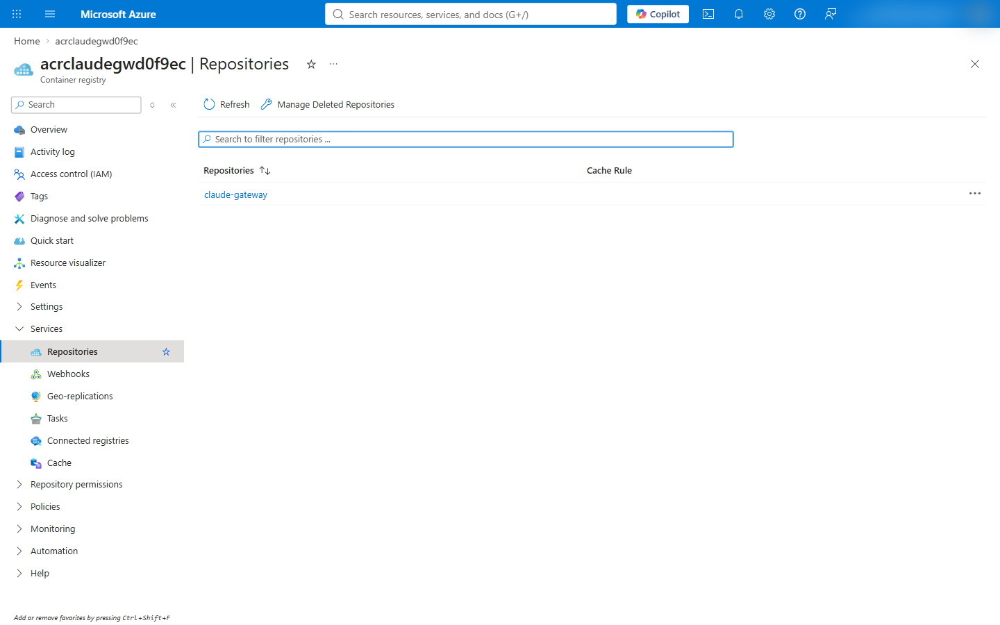 Microsoft Azure
Search resources, services, and docs (G+/)
Copilot
Home
acrclaudegwd0f9ec
acrclaudegwd0f9ec | Repositories
Container registry
Search
Refresh
Manage Deleted Repositories
Overview
Activity log
Access control (IAM)
Tags
Diagnose and solve problems
Quick start
Resource visualizer
Events
Settings
Services
Repositories
Webhooks
Geo-replications
Tasks
Connected registries
Cache
Repository permissions
Policies
Monitoring
Automation
Help
Add or remove favorites by pressing Ctrl+Shift+F
Search to filter repositories ...
Repositories
Cache Rule
claude-gateway